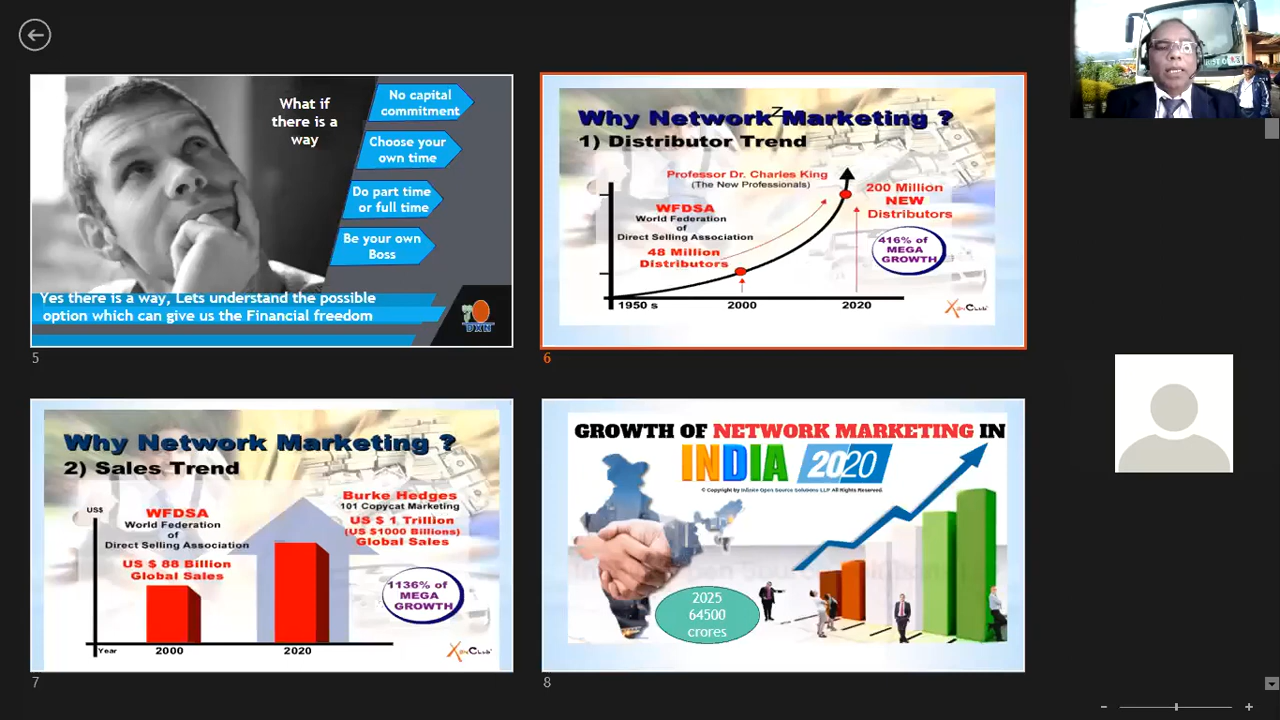 What if
there is a
way
No capital
commitment
Choose your
own time
Do part time
or full time
Be your own
Boss
Yes there is a way, Lets understand the possible
option which can give us the Financial freedom
DXN
5
Why Network Marketing ?
Z
1) Distributor Trend
Professor Dr. Charles King
(The New Professionals)
WFDSA
World Federation
of
Direct Selling Association
48 Million
Distributors
200 Million
NEW
Distributors
416% of
MEGA
GROWTH
1950 s
2000
2020
6
Why Network Marketing ?
2) Sales Trend
US$
WFDSA
World Federation
of
Direct Selling Association
US $ 88 Billion
Global Sales
Burke Hedges
101 Copycat Marketing
US $ 1 Trillion
(US $1000 Billions)
Global Sales
1136% of
MEGA
GROWTH
Year
2000
2020
7
GROWTH OF NETWORK MARKETING IN
INDIA 2020
2025
64500
crores
8